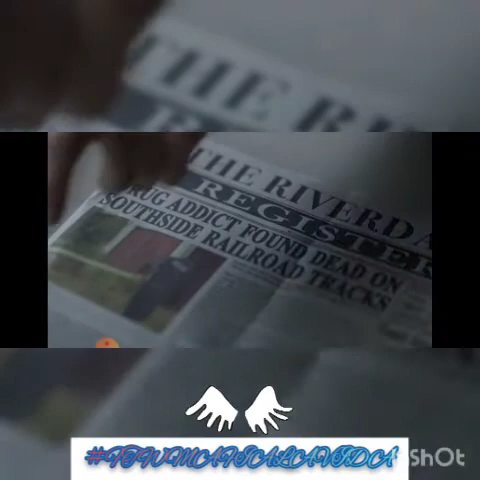 THE RIVERDA
REGISTER
DRUG ADDICT FOUND DEAD ON
SOUTHSIDE RAILROAD TRACKS
ShOt